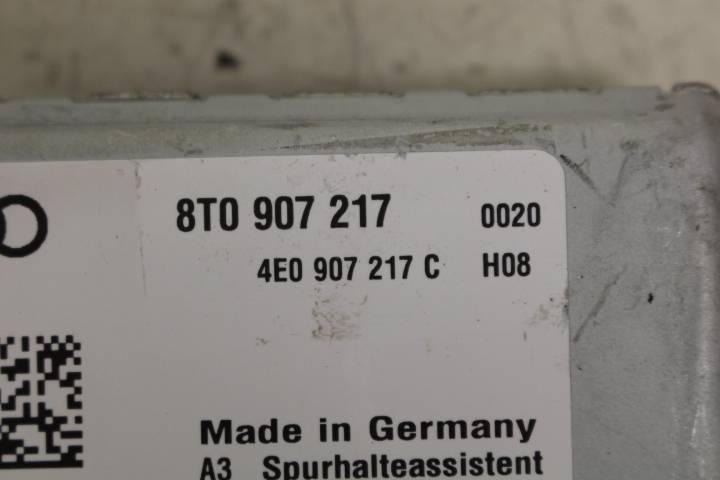 8T0 907 217 0020
4E0 907 217 C H08
Made in Germany
A3 Spurhalteassistent